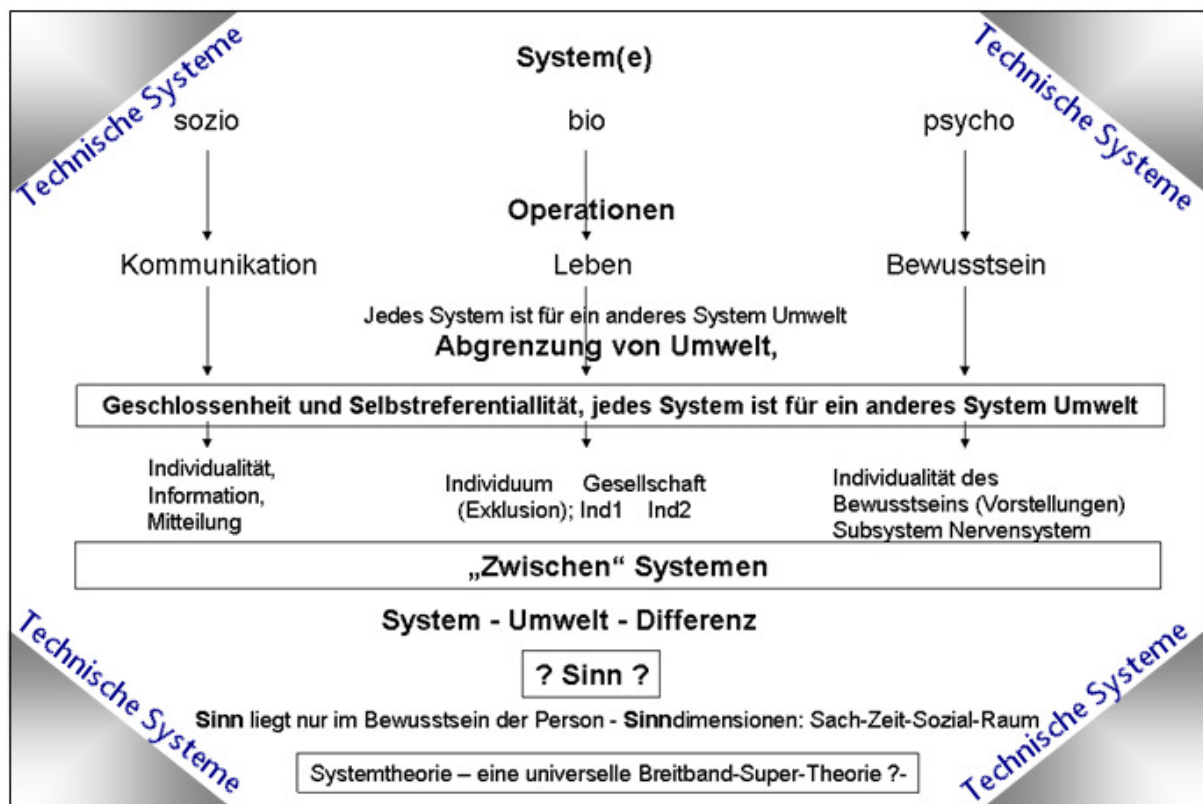 System(e)
Technische Systeme
Technische Systeme
sozio bio psycho
Operationen
Kommunikation Leben Bewusstsein
Jedes System ist für ein anderes System Umwelt
Abgrenzung von Umwelt,
Geschlossenheit und Selbstreferentiallität, jedes System ist für ein anderes System Umwelt
Individualität,
Information,
Mitteilung
Individuum Gesellschaft
(Exklusion); Ind1 Ind2
Individualität des
Bewusstseins (Vorstellungen)
Subsystem Nervensystem
„Zwischen“ Systemen
System - Umwelt - Differenz
? Sinn ?
Sinn liegt nur im Bewusstsein der Person - Sinndimensionen: Sach-Zeit-Sozial-Raum
Systemtheorie – eine universelle Breitband-Super-Theorie ?-
Technische Systeme
Technische Systeme